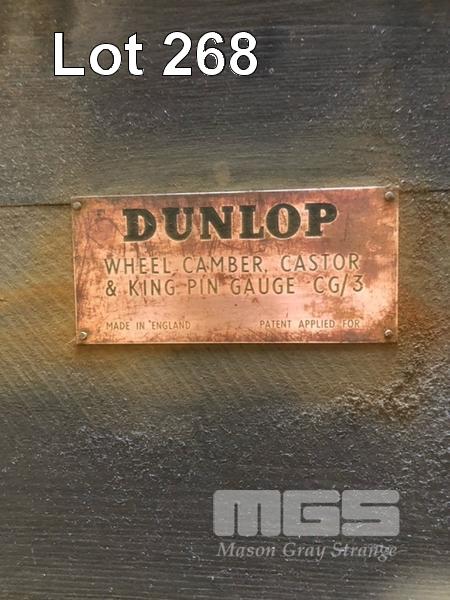 Lot 268
DUNLOP
WHEEL CAMBER, CASTOR
& KING PIN GAUGE CG/3
MADE IN ENGLAND PATENT APPLIED FOR
MGS
Mason Gray Strange